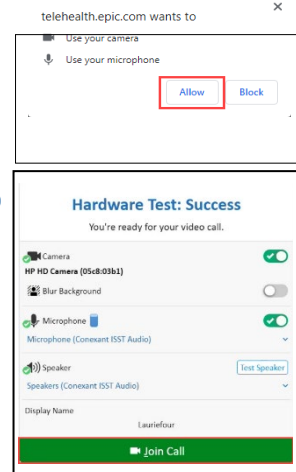 telehealth.epic.com wants to
Use your camera
Use your microphone
Allow
Block
Hardware Test: Success
You're ready for your video call.
Camera
HP HD Camera (05c8:03b1)
Blur Background
Microphone
Microphone (Conexant ISST Audio)
Speaker
Test Speaker
Speakers (Conexant ISST Audio)
Display Name
Lauriefour
Join Call